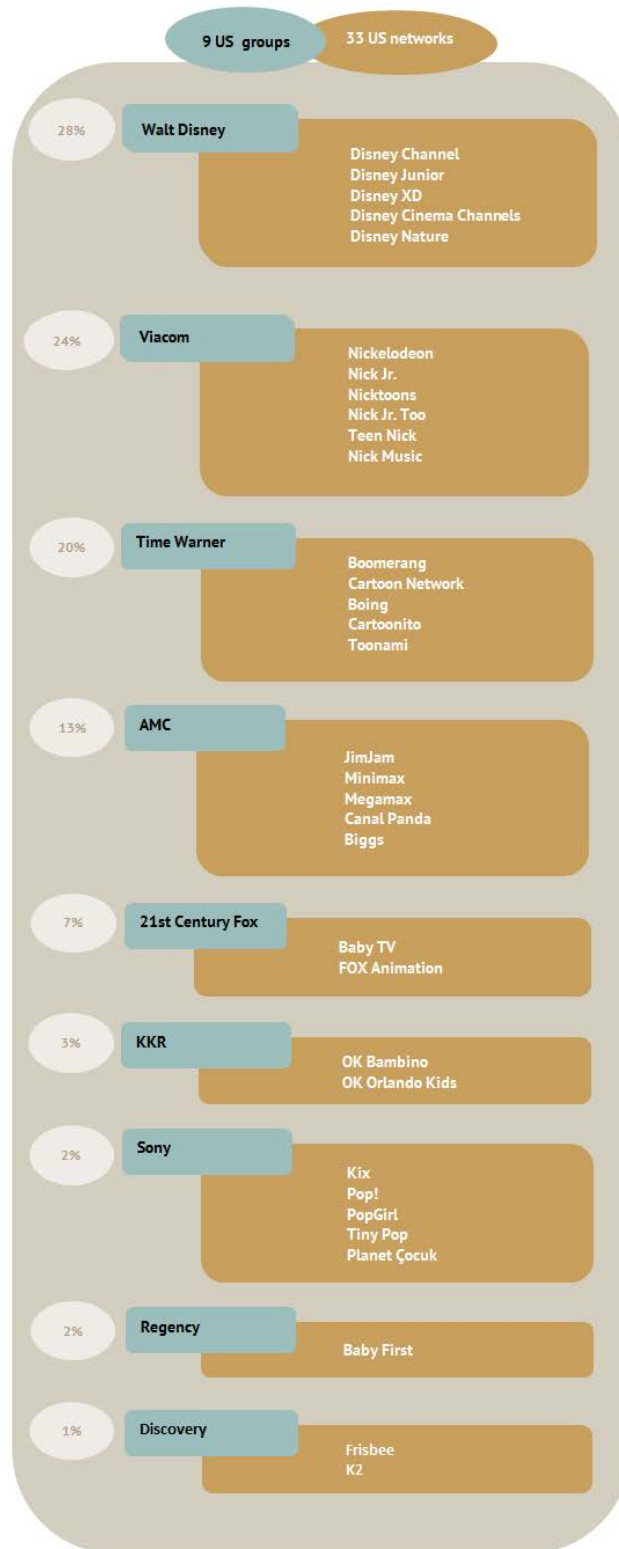 9 US groups
33 US networks
28%
Walt Disney
Disney Channel
Disney Junior
Disney XD
Disney Cinema Channels
Disney Nature
24%
Viacom
Nickelodeon
Nick Jr.
Nicktoons
Nick Jr. Too
Teen Nick
Nick Music
20%
Time Warner
Boomerang
Cartoon Network
Boing
Cartoonito
Toonami
13%
AMC
JimJam
Minimax
Megamax
Canal Panda
Biggs
7%
21st Century Fox
Baby TV
FOX Animation
3%
KKR
OK Bambino
OK Orlando Kids
2%
Sony
Kix
Pop!
PopGirl
Tiny Pop
Planet Çocuk
2%
Regency
Baby First
1%
Discovery
Frisbee
K2